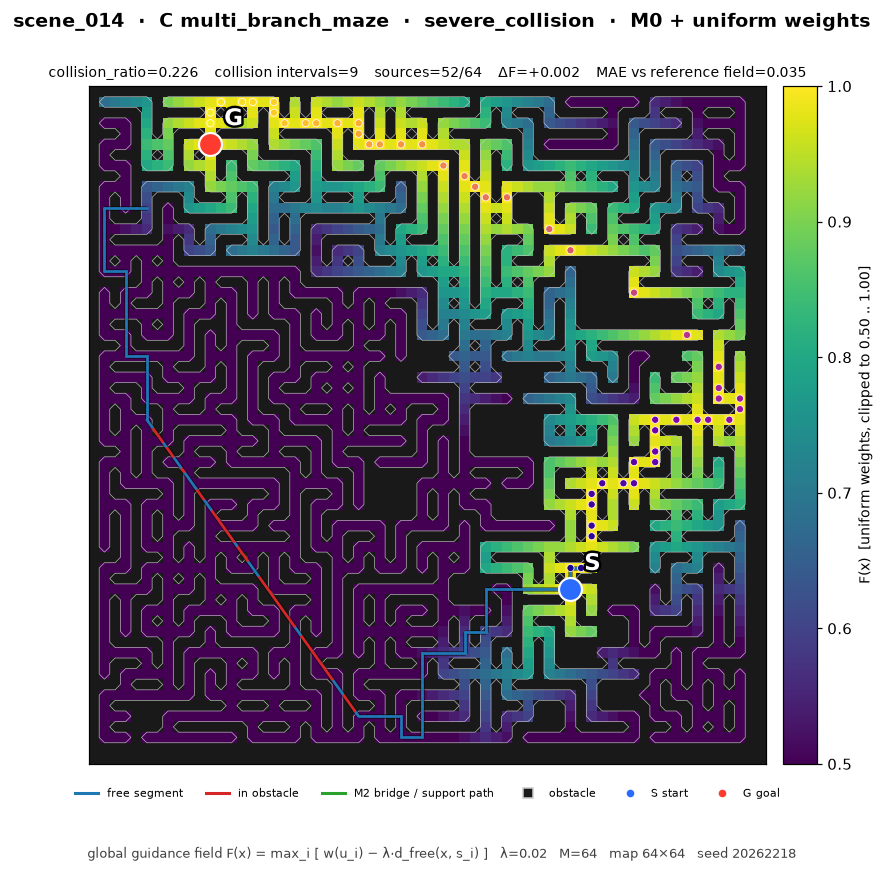 scene_014 · C multi_branch_maze · severe_collision · M0 + uniform weights
collision_ratio=0.226 collision intervals=9 sources=52/64 ΔF=+0.002 MAE vs reference field=0.035
G
S
1.0
0.9
0.8
0.7
0.6
0.5
F(x) [uniform weights, clipped to 0.50 .. 1.00]
free segment in obstacle M2 bridge / support path obstacle S start G goal
global guidance field F(x) = max_i [ w(u_i) − λ·d_free(x, s_i) ] λ=0.02 M=64 map 64×64 seed 20262218